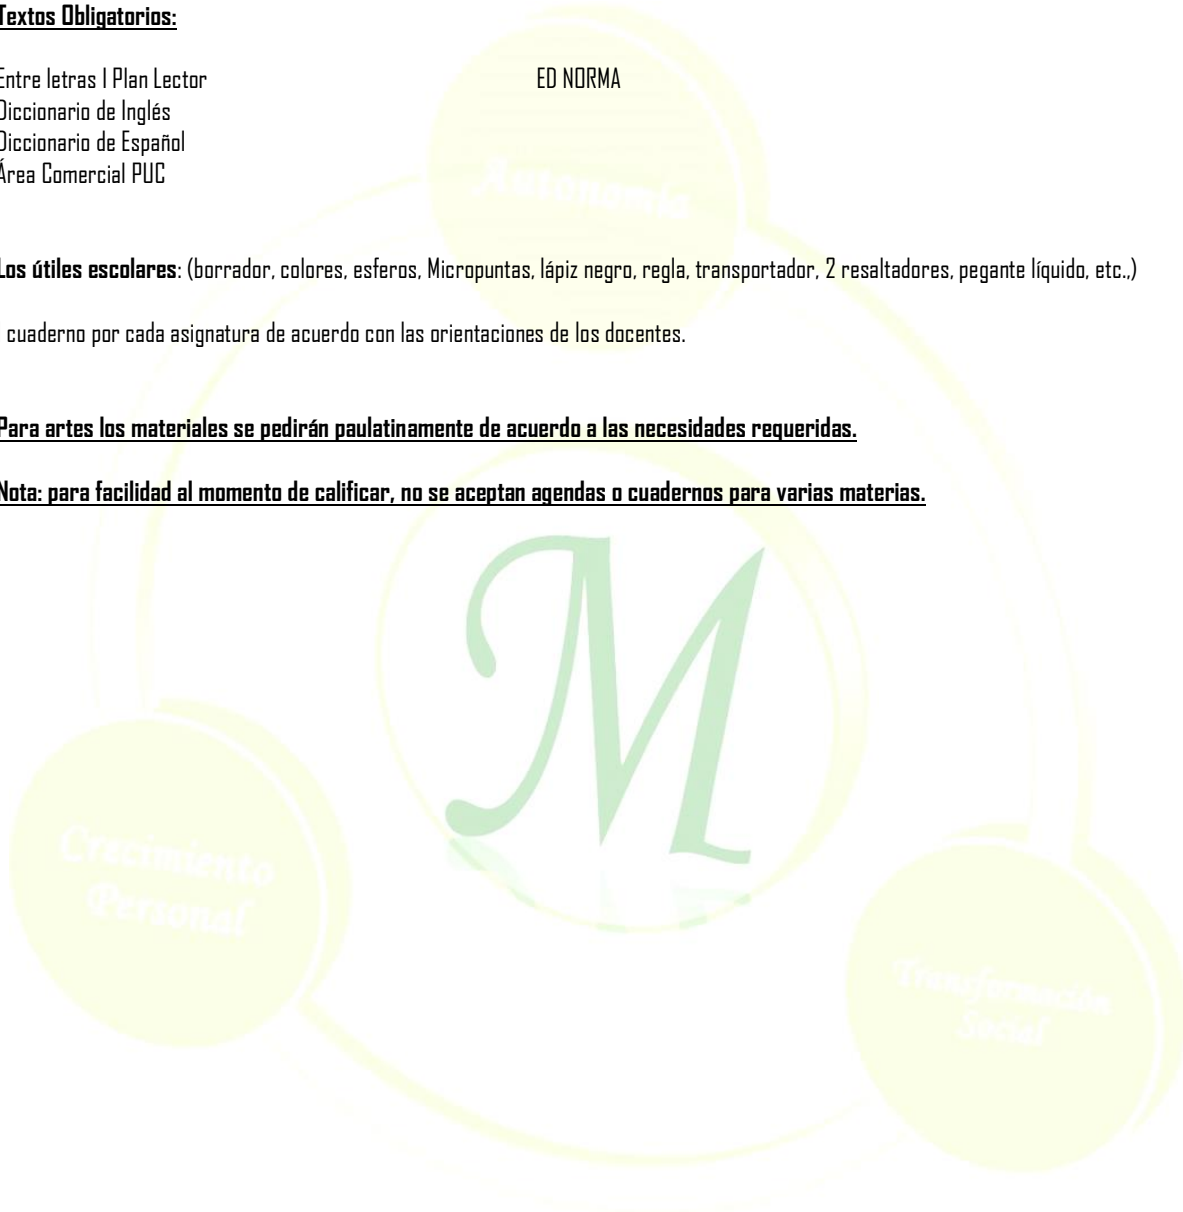 Textos Obligatorios:
Entre letras I Plan Lector ED NORMA
Diccionario de Inglés
Diccionario de Español
Área Comercial PUC
Autonomía
Los útiles escolares: (borrador, colores, esferos, Micropuntas, lápiz negro, regla, transportador, 2 resaltadores, pegante líquido, etc.,)
cuaderno por cada asignatura de acuerdo con las orientaciones de los docentes.
Para artes los materiales se pedirán paulatinamente de acuerdo a las necesidades requeridas.
Nota: para facilidad al momento de calificar, no se aceptan agendas o cuadernos para varias materias.
M
Crecimiento
Personal
Transformación
Social